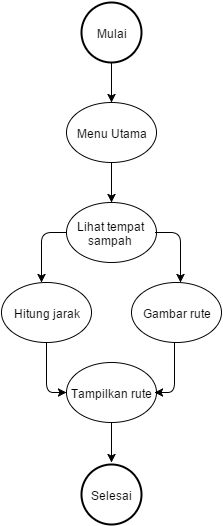 Mulai
Menu Utama
Lihat tempat
sampah
Hitung jarak
Gambar rute
Tampilkan rute
Selesai